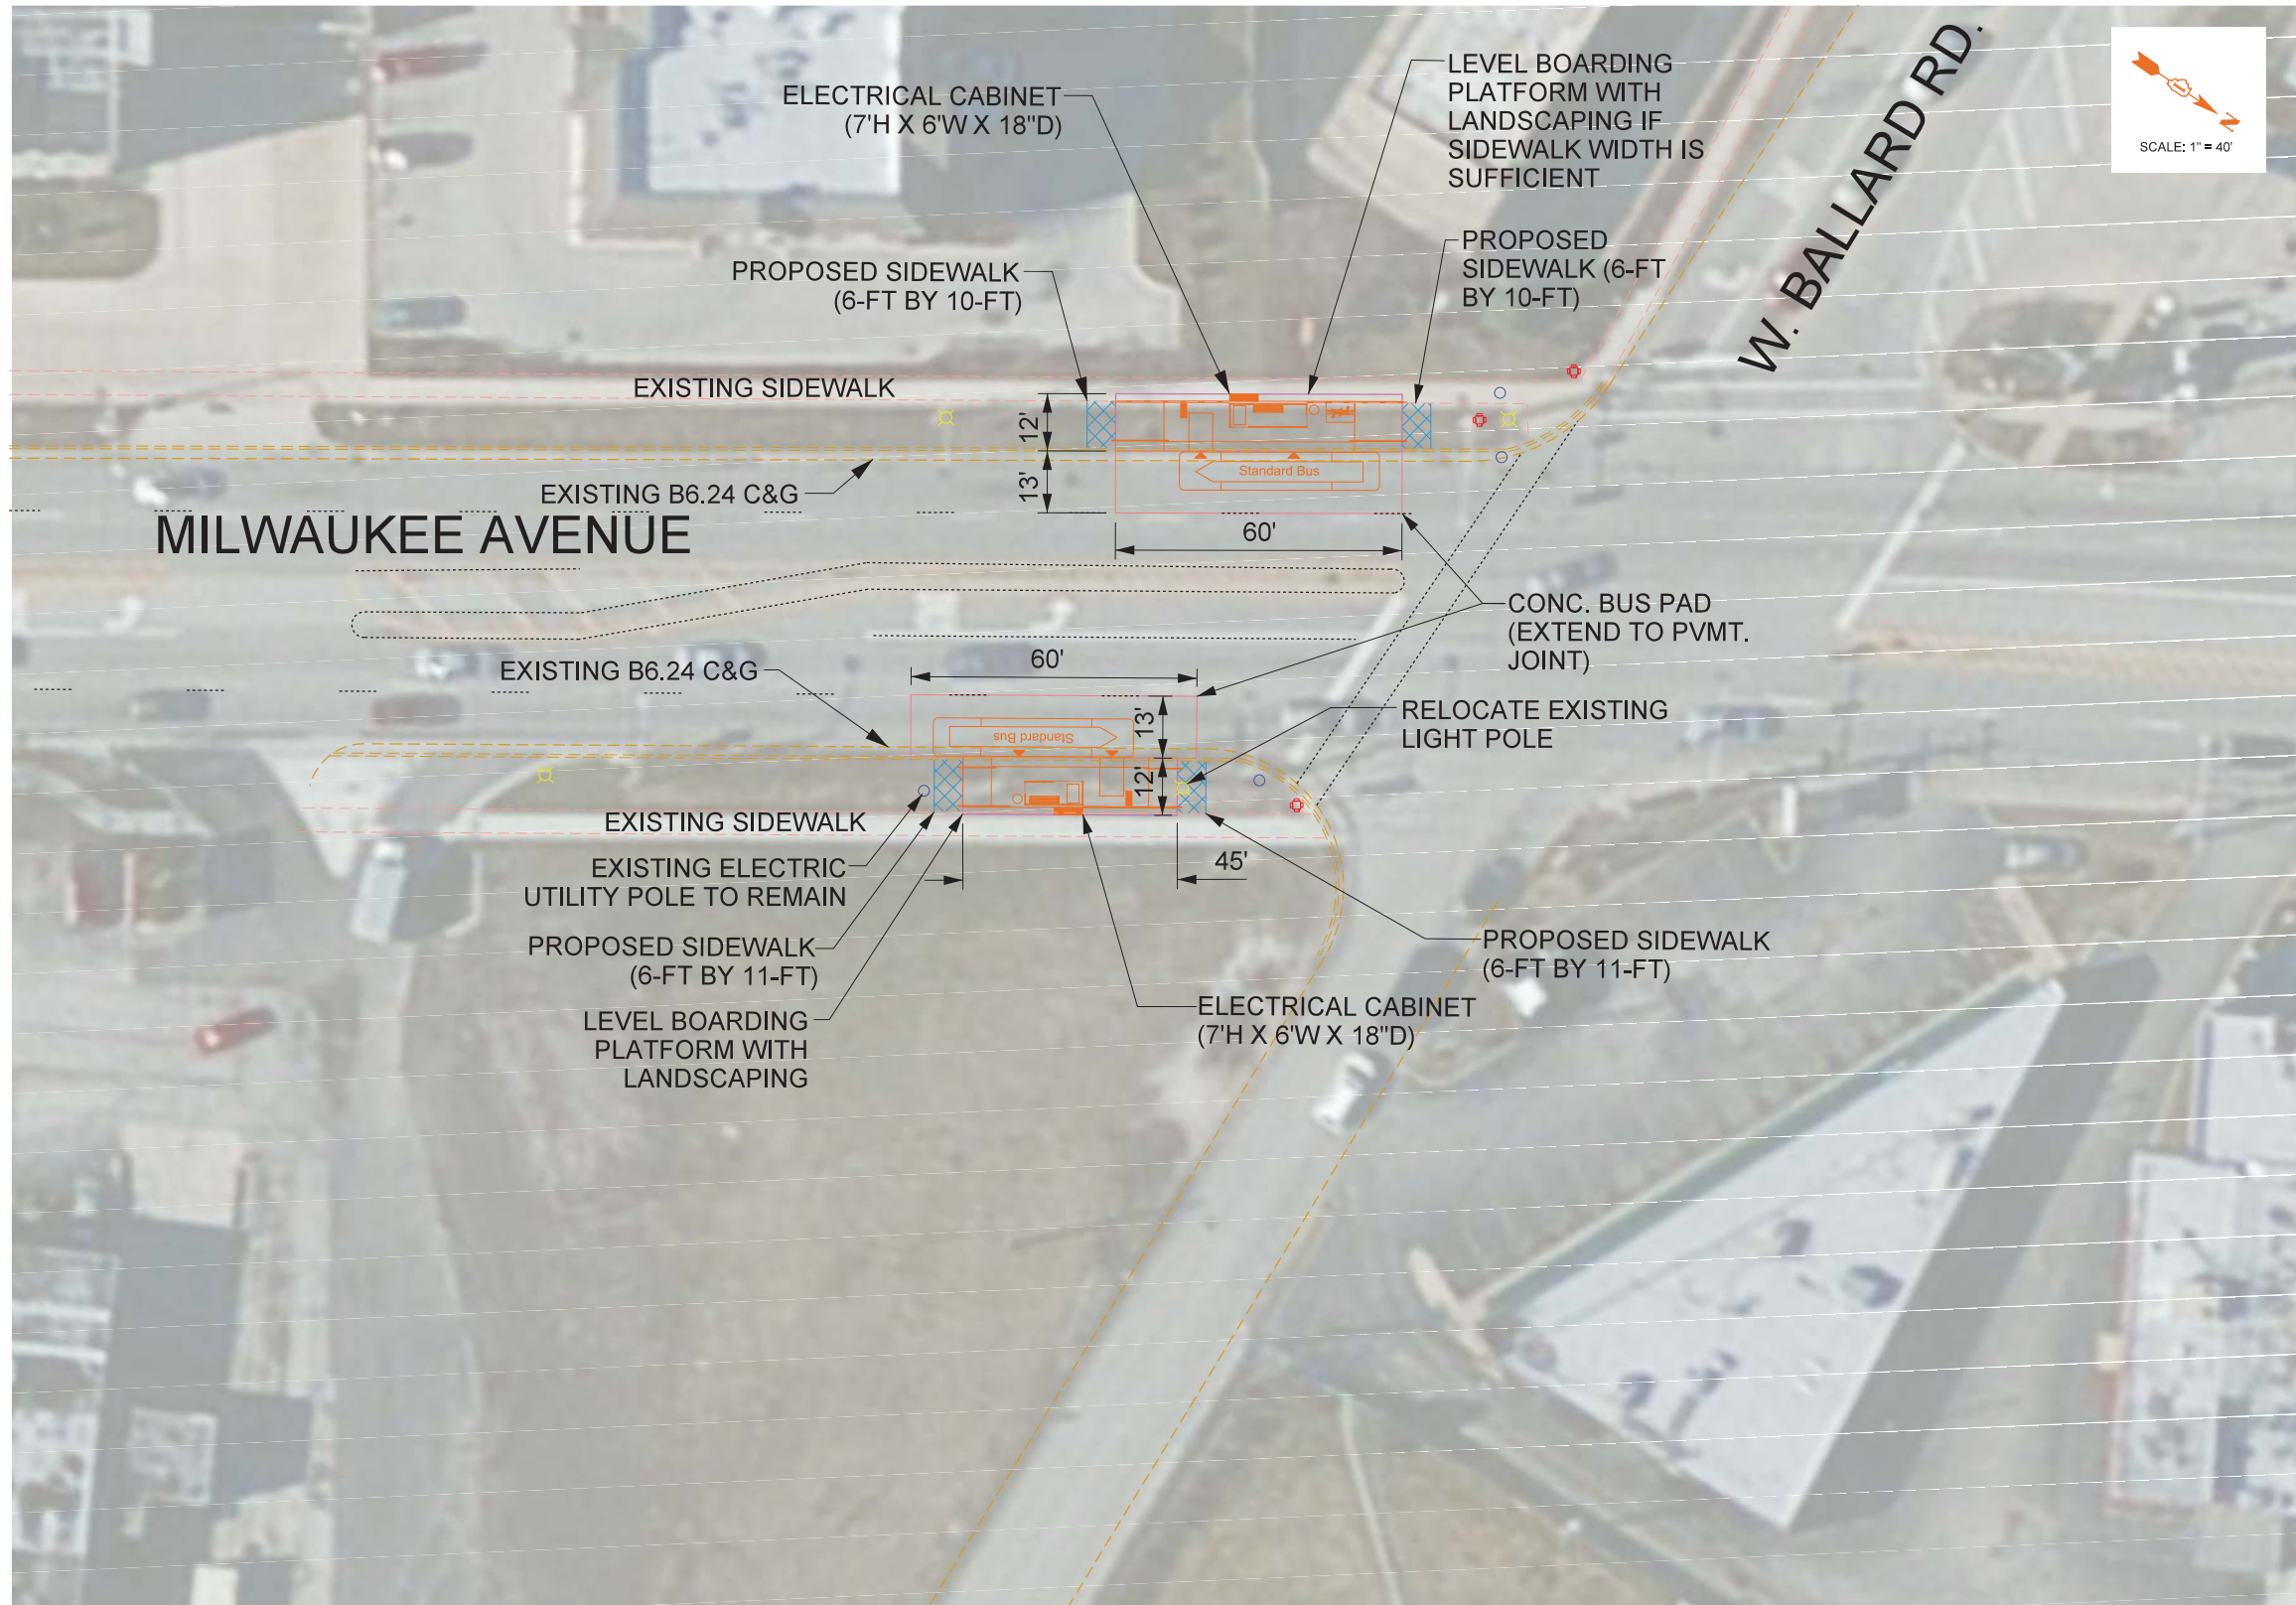 W. BALLARD RD.
N
SCALE: 1" = 40'
ELECTRICAL CABINET
(7'H X 6'W X 18"D)
LEVEL BOARDING
PLATFORM WITH
LANDSCAPING IF
SIDEWALK WIDTH IS
SUFFICIENT
PROPOSED SIDEWALK
(6-FT BY 10-FT)
PROPOSED
SIDEWALK (6-FT
BY 10-FT)
EXISTING SIDEWALK
12'
13'
Standard Bus
EXISTING B6.24 C&G
MILWAUKEE AVENUE
60'
CONC. BUS PAD
(EXTEND TO PVMT.
JOINT)
EXISTING B6.24 C&G
60'
13'
Standard Bus
12'
RELOCATE EXISTING
LIGHT POLE
EXISTING SIDEWALK
EXISTING ELECTRIC
UTILITY POLE TO REMAIN
45'
PROPOSED SIDEWALK
(6-FT BY 11-FT)
PROPOSED SIDEWALK
(6-FT BY 11-FT)
LEVEL BOARDING
PLATFORM WITH
LANDSCAPING
ELECTRICAL CABINET
(7'H X 6'W X 18"D)